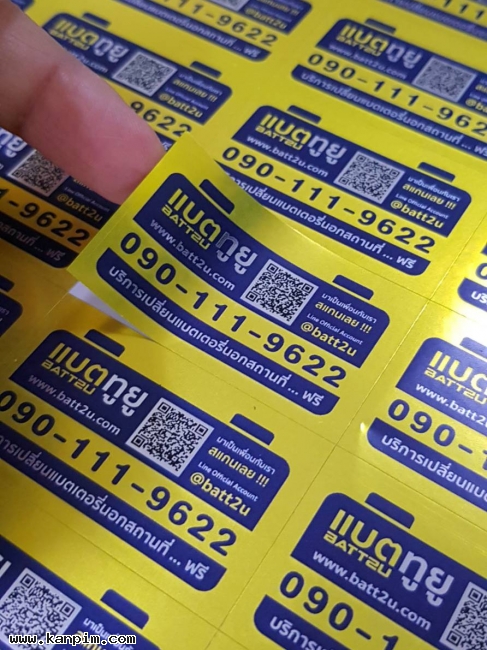 แบตทูยู
BATT2U
www.batt2u.com
มาเป็นเพื่อนกับเรา
สแกนเลย !!!
Line Official Account
@batt2u
090-111-9622
บริการเปลี่ยนแบตเตอรี่นอกสถานที่... ฟรี
www.kanpim.com